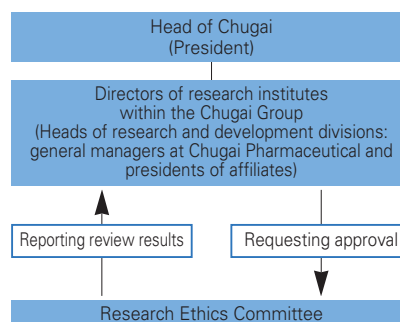 Head of Chugai
(President)
Directors of research institutes
within the Chugai Group
(Heads of research and development divisions:
general managers at Chugai Pharmaceutical and
presidents of affiliates)
Reporting review results
Requesting approval
Research Ethics Committee